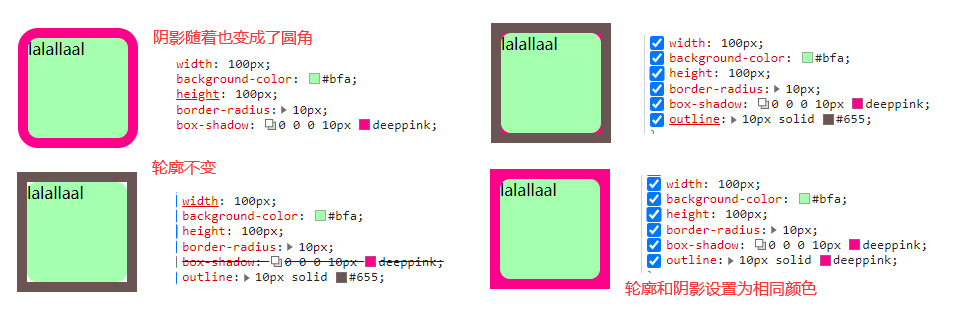 lalallaal
阴影随着也变成了圆角
width: 100px;
background-color: #bfa;
height: 100px;
border-radius: 10px;
box-shadow: 0 0 0 10px deeppink;
lalallaal
width: 100px;
background-color: #bfa;
height: 100px;
border-radius: 10px;
box-shadow: 0 0 0 10px deeppink;
outline: 10px solid #655;
轮廓不变
lalallaal
width: 100px;
background-color: #bfa;
height: 100px;
border-radius: 10px;
box-shadow: 0 0 0 10px deeppink;
outline: 10px solid #655;
lalallaal
width: 100px;
background-color: #bfa;
height: 100px;
border-radius: 10px;
box-shadow: 0 0 0 10px deeppink;
outline: 10px solid deeppink;
轮廓和阴影设置为相同颜色